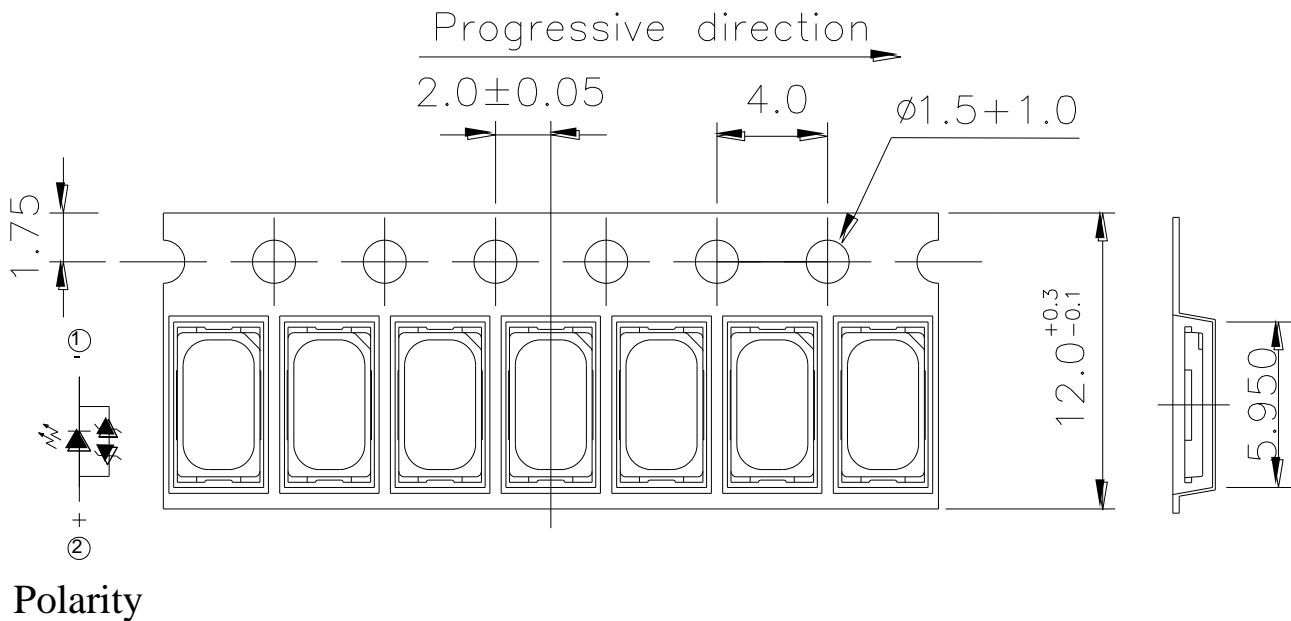 Progressive direction
2.0±0.05
4.0
ø1.5+1.0
1.75
12.0 +0.3 -0.1
5.950
① -
+ ②
Polarity